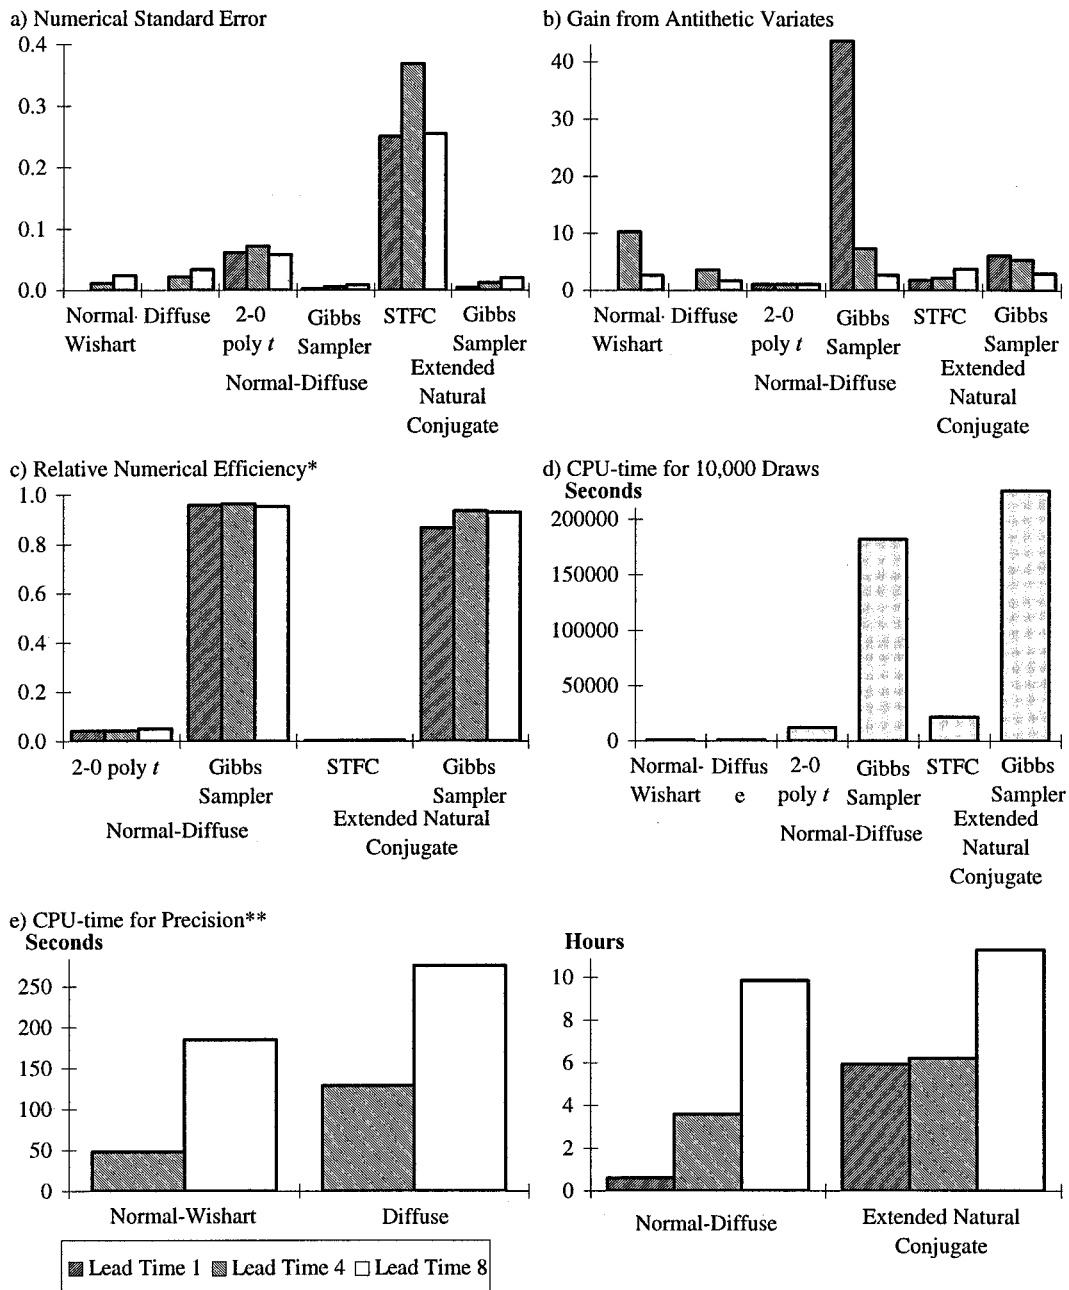 a) Numerical Standard Error
0.4
0.3
0.2
0.1
0.0
Normal- Diffuse 2-0 Gibbs STFC Gibbs
Wishart poly t Sampler Sampler
Normal-Diffuse Extended
Natural
Conjugate
b) Gain from Antithetic Variates
40
30
20
10
0
Normal- Diffuse 2-0 Gibbs STFC Gibbs
Wishart poly t Sampler Sampler
Normal-Diffuse Extended
Natural
Conjugate
c) Relative Numerical Efficiency*
1.0
0.8
0.6
0.4
0.2
0.0
2-0 poly t Gibbs STFC Gibbs
Sampler Sampler
Normal-Diffuse Extended Natural
Conjugate
d) CPU-time for 10,000 Draws
Seconds
200000
150000
100000
50000
0
Normal- Diffus 2-0 Gibbs STFC Gibbs
Wishart e poly t Sampler Sampler
Normal-Diffuse Extended
Natural
Conjugate
e) CPU-time for Precision**
Seconds
250
200
150
100
50
0
Normal-Wishart Diffuse
Hours
10
8
6
4
2
0
Normal-Diffuse Extended Natural
Conjugate
Lead Time 1 Lead Time 4 Lead Time 8